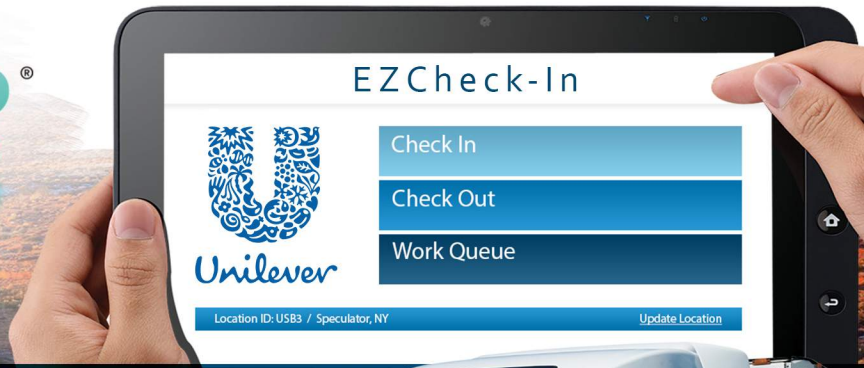 ®
EZCheck-In
Check In
Check Out
Work Queue
Unilever
Location ID: USB3 / Speculator, NY
Update Location